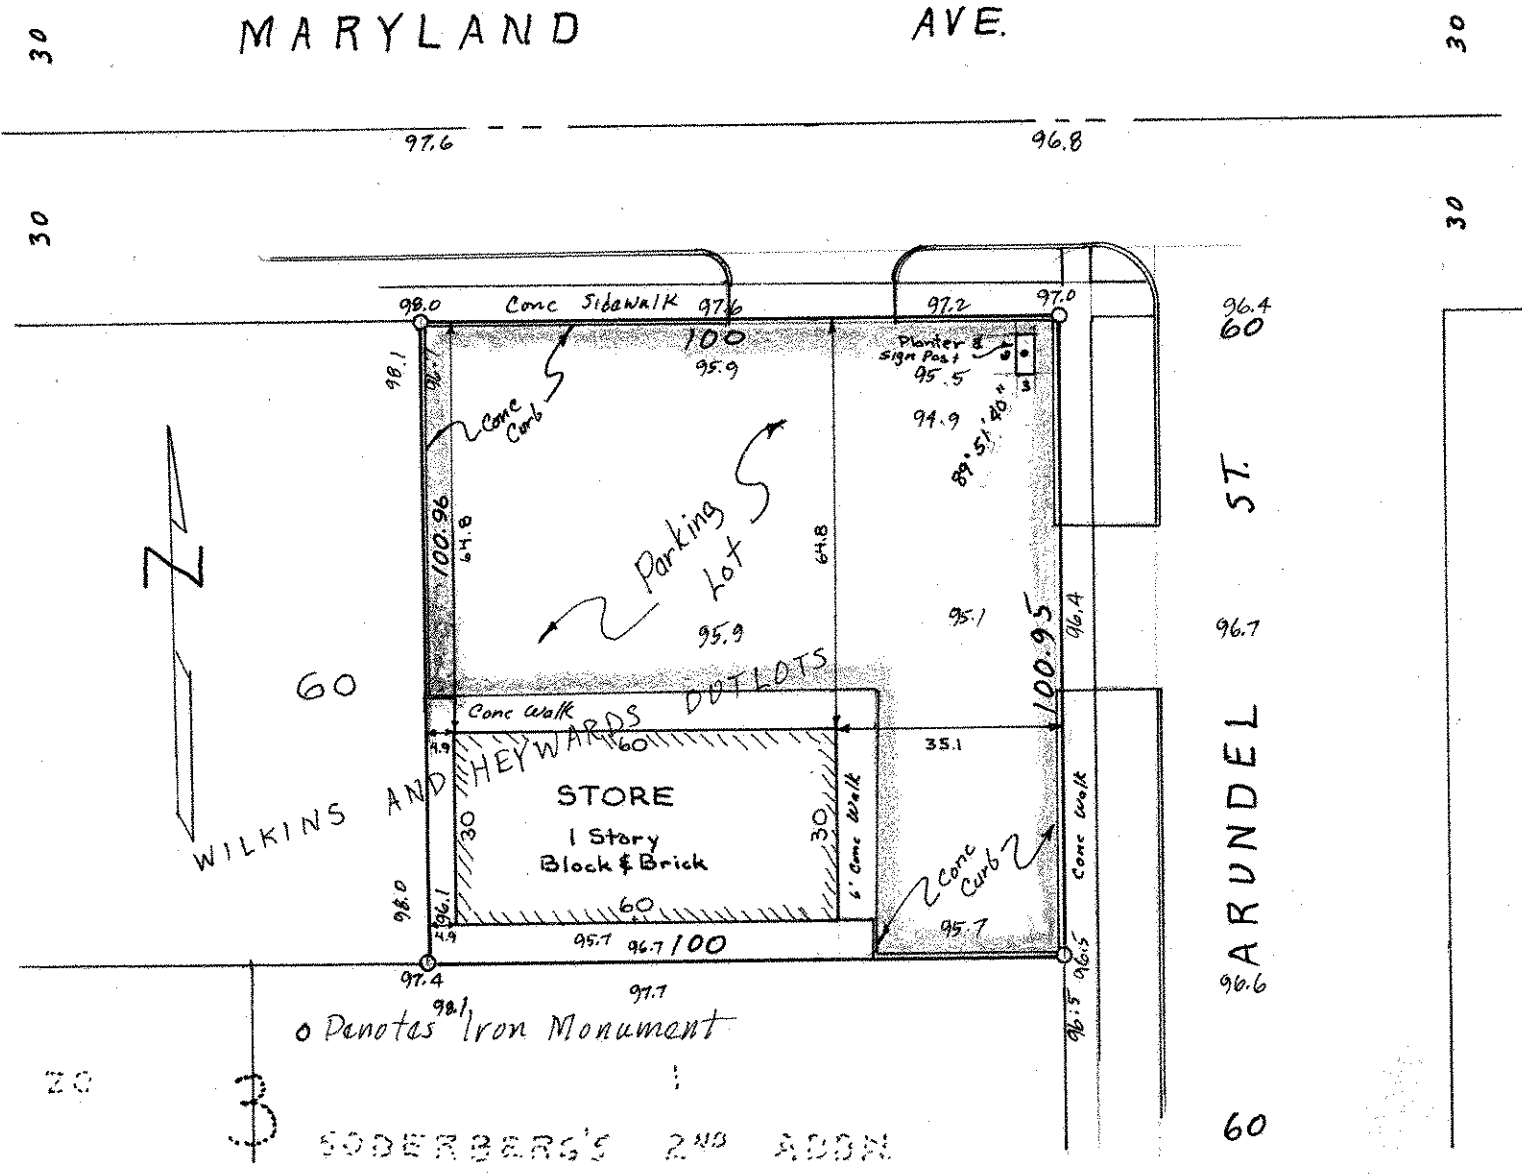 MARYLAND AVE.
30
30
97.6
96.8
30
30
98.0
Conc Sidewalk
97.6
97.2
97.0
96.4
60
100
95.9
Planter &
Sign Post
6
3
95.5
94.9
89°51'40"
98.1
96.7
Conc
Curb
100.96
64.8
64.8
Parking
Lot
95.9
95.1
100.95
96.4
96.7
ARUNDEL ST.
N
60
WILKINS AND HEYWARDS OUTLOTS
Conc Walk
4.9
60
35.1
STORE
1 Story
Block & Brick
30
30
6' Conc Walk
Conc
Curb
Conc Walk
60
98.0
96.1
4.9
95.7
96.7
100
95.7
96.5
96.6
97.4
98.1
97.7
96.5
o Denotes Iron Monument
20
3
1
SODERBERG'S 2ND ADDN
60